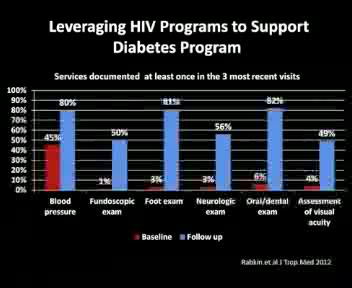 Leveraging HIV Programs to Support
Diabetes Program
Services documented at least once in the 3 most recent visits
100%
90%
80%
70%
60%
50%
40%
30%
20%
10%
0%
45%
80%
1%
50%
3%
81%
3%
56%
6%
82%
4%
49%
Blood
pressure
Fundoscopic
exam
Foot exam
Neurologic
exam
Oral/dental
exam
Assessment
of visual
acuity
Baseline
Follow up
Rabkin et al J Trop Med 2012